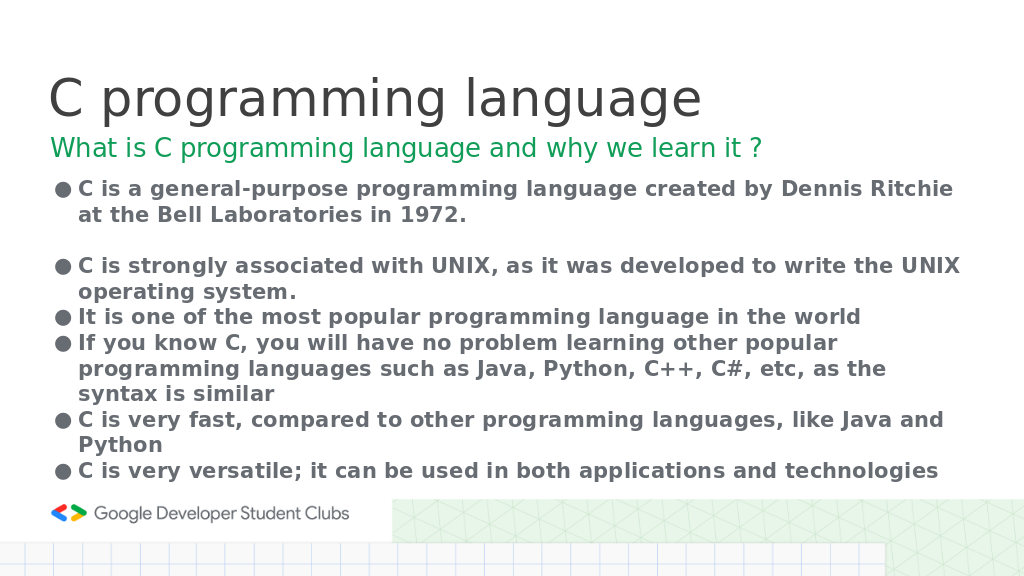 C programming language
What is C programming language and why we learn it ?
● C is a general-purpose programming language created by Dennis Ritchie
at the Bell Laboratories in 1972.
● C is strongly associated with UNIX, as it was developed to write the UNIX
operating system.
● It is one of the most popular programming language in the world
● If you know C, you will have no problem learning other popular
programming languages such as Java, Python, C++, C#, etc, as the
syntax is similar
● C is very fast, compared to other programming languages, like Java and
Python
● C is very versatile; it can be used in both applications and technologies
Google Developer Student Clubs